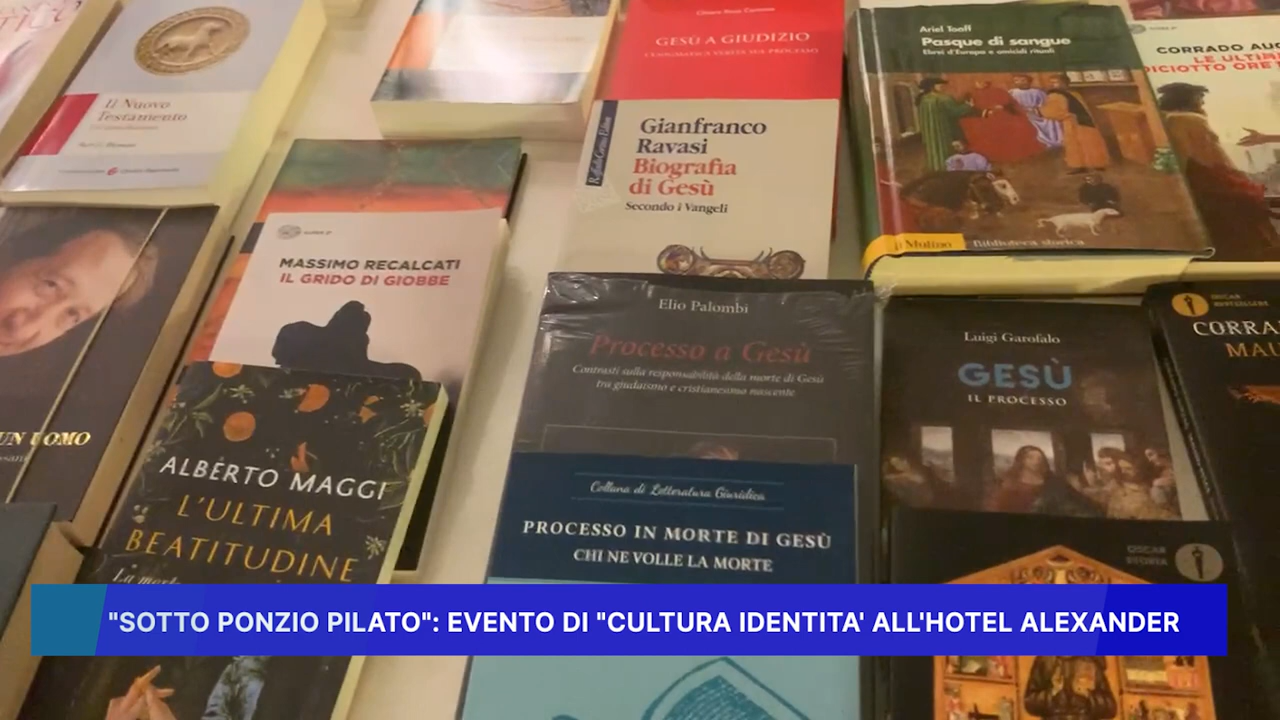 Il Nuovo
Testamento
GESÙ A GIUDIZIO
Gianfranco
Ravasi
Biografia
di Gesù
Secondo i Vangeli
Ariel Toaff
Pasque di sangue
Ebrei d'Europa e omicidi rituali
il Mulino
Biblioteca storica
CORRADO AUG
LE ULTIM
DICIOTTO ORE
MASSIMO RECALCATI
IL GRIDO DI GIOBBE
Elio Palombi
Processo a Gesù
Contrasti sulla responsabilità della morte di Gesù
tra giudaismo e cristianesimo nascente
Luigi Garofalo
GESÙ
IL PROCESSO
OSCAR
BESTSELLERS
CORRA
MAU
UN UOMO
ALBERTO MAGGI
L'ULTIMA
BEATITUDINE
Collana di Letteratura Giuridica
PROCESSO IN MORTE DI GESÙ
CHI NE VOLLE LA MORTE
OSCAR
STORIA
"SOTTO PONZIO PILATO": EVENTO DI "CULTURA IDENTITA' ALL'HOTEL ALEXANDER